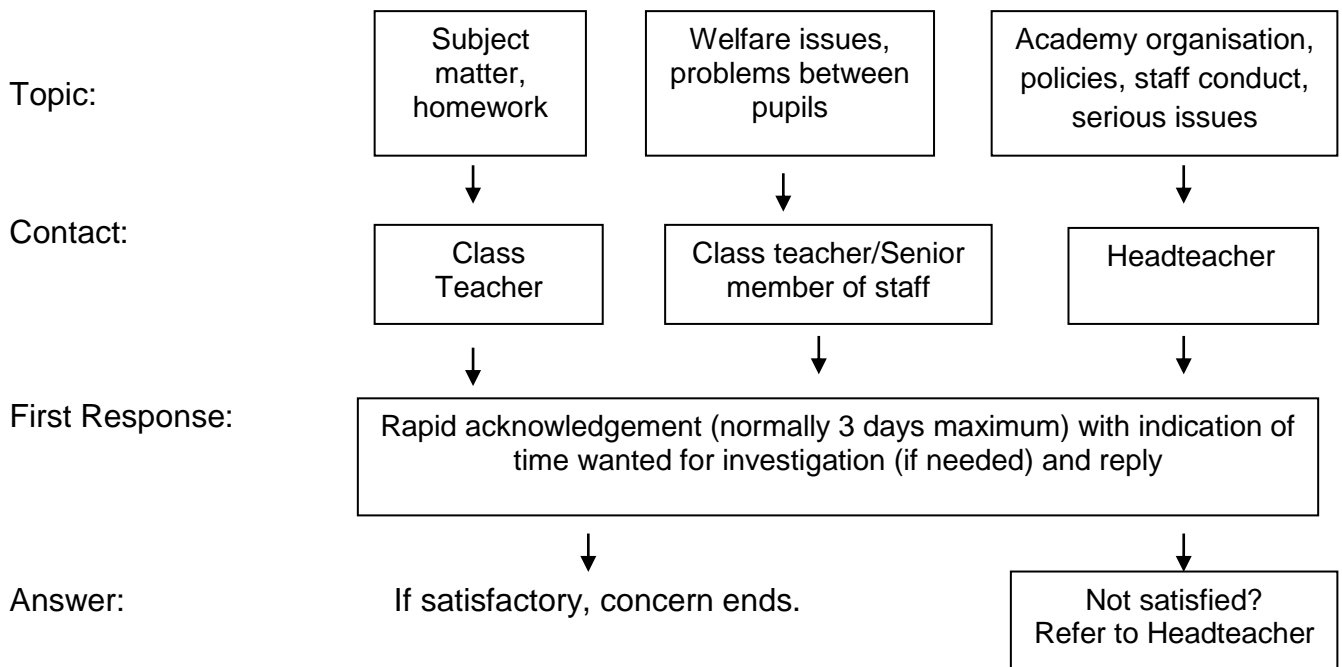 Topic:
Subject
matter,
homework
Welfare issues,
problems between
pupils
Academy organisation,
policies, staff conduct,
serious issues
Contact:
Class
Teacher
Class teacher/Senior
member of staff
Headteacher
First Response:
Rapid acknowledgement (normally 3 days maximum) with indication of
time wanted for investigation (if needed) and reply
Answer:
If satisfactory, concern ends.
Not satisfied?
Refer to Headteacher